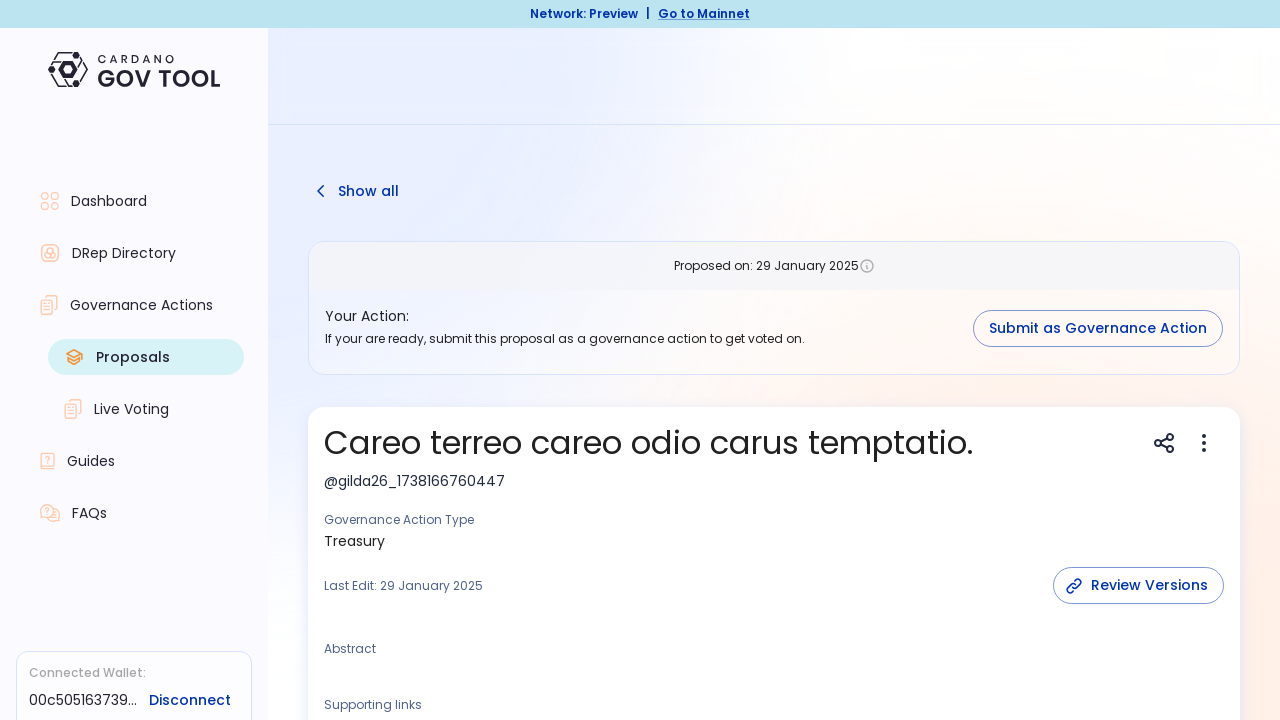 Network: Preview | Go to Mainnet
CARDANO
GOV TOOL
Dashboard
DRep Directory
Governance Actions
Proposals
Live Voting
Guides
FAQs
Connected Wallet:
00c505163739...
Disconnect
Show all
Proposed on: 29 January 2025
Your Action:
If your are ready, submit this proposal as a governance action to get voted on.
Submit as Governance Action
Careo terreo careo odio carus temptatio.
@gilda26_1738166760447
Governance Action Type
Treasury
Last Edit: 29 January 2025
Review Versions
Abstract
Supporting links